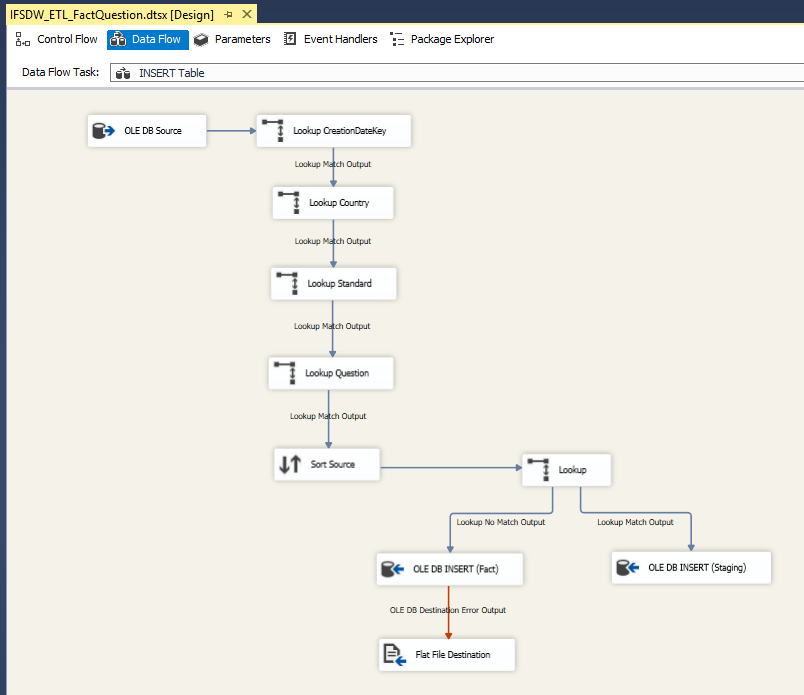 IFSDW_ETL_FactQuestion.dtsx [Design]
Control Flow Data Flow Parameters Event Handlers Package Explorer
Data Flow Task: INSERT Table
OLE DB Source
Lookup CreationDateKey
Lookup Match Output
Lookup Country
Lookup Match Output
Lookup Standard
Lookup Match Output
Lookup Question
Lookup Match Output
Sort Source
Lookup
Lookup No Match Output
Lookup Match Output
OLE DB INSERT (Fact)
OLE DB INSERT (Staging)
OLE DB Destination Error Output
Flat File Destination